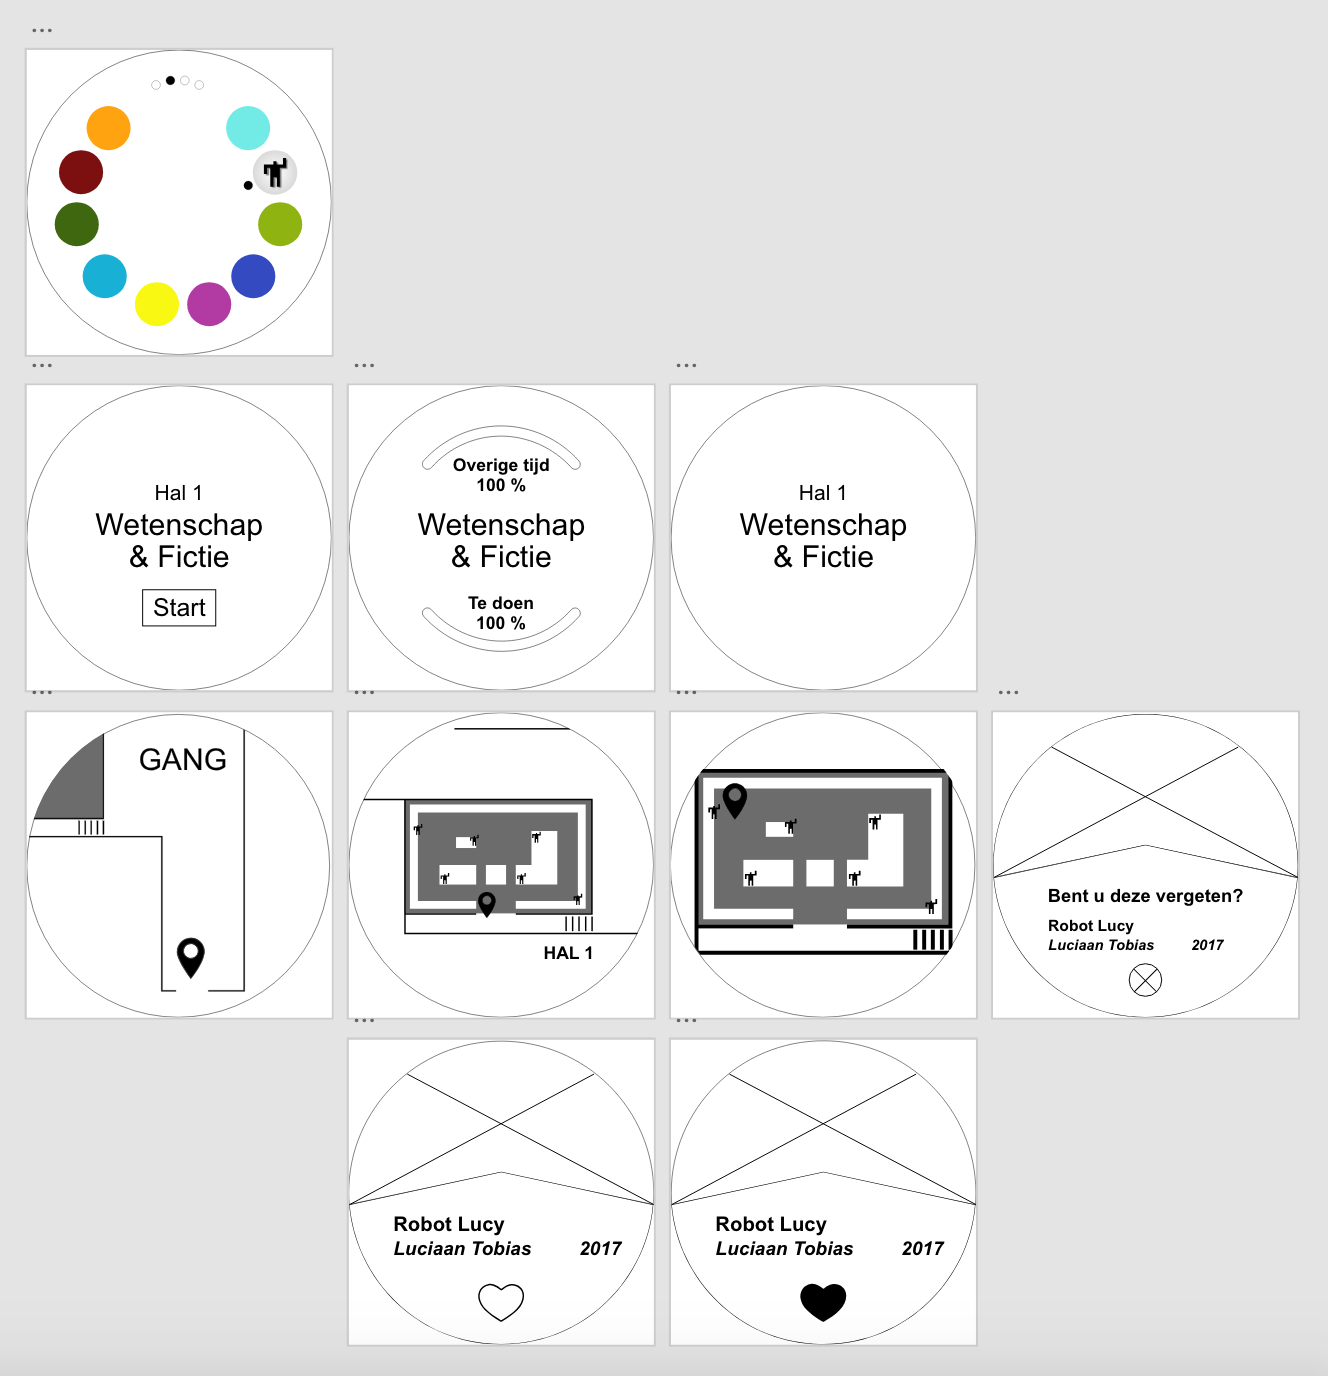 Hal 1
Wetenschap
& Fictie
Start
Overige tijd
100 %
Wetenschap
& Fictie
Te doen
100 %
Hal 1
Wetenschap
& Fictie
GANG
HAL 1
Bent u deze vergeten?
Robot Lucy
Luciaan Tobias 2017
Robot Lucy
Luciaan Tobias 2017
Robot Lucy
Luciaan Tobias 2017